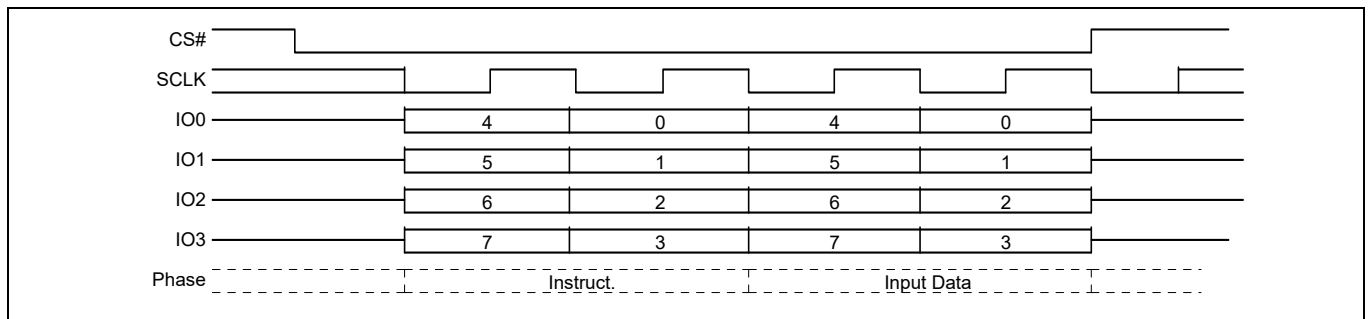 CS#
SCLK
IO0 4 0 4 0
IO1 5 1 5 1
IO2 6 2 6 2
IO3 7 3 7 3
Phase Instruct. Input Data